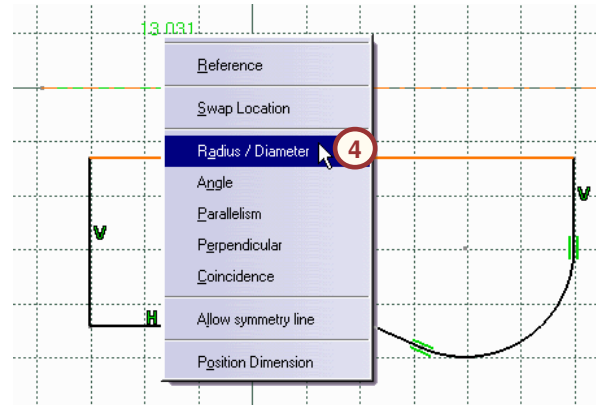 13.031
Reference
Swap Location
Radius / Diameter
4
Angle
Parallelism
Perpendicular
Coincidence
V
V
H
Allow symmetry line
Position Dimension